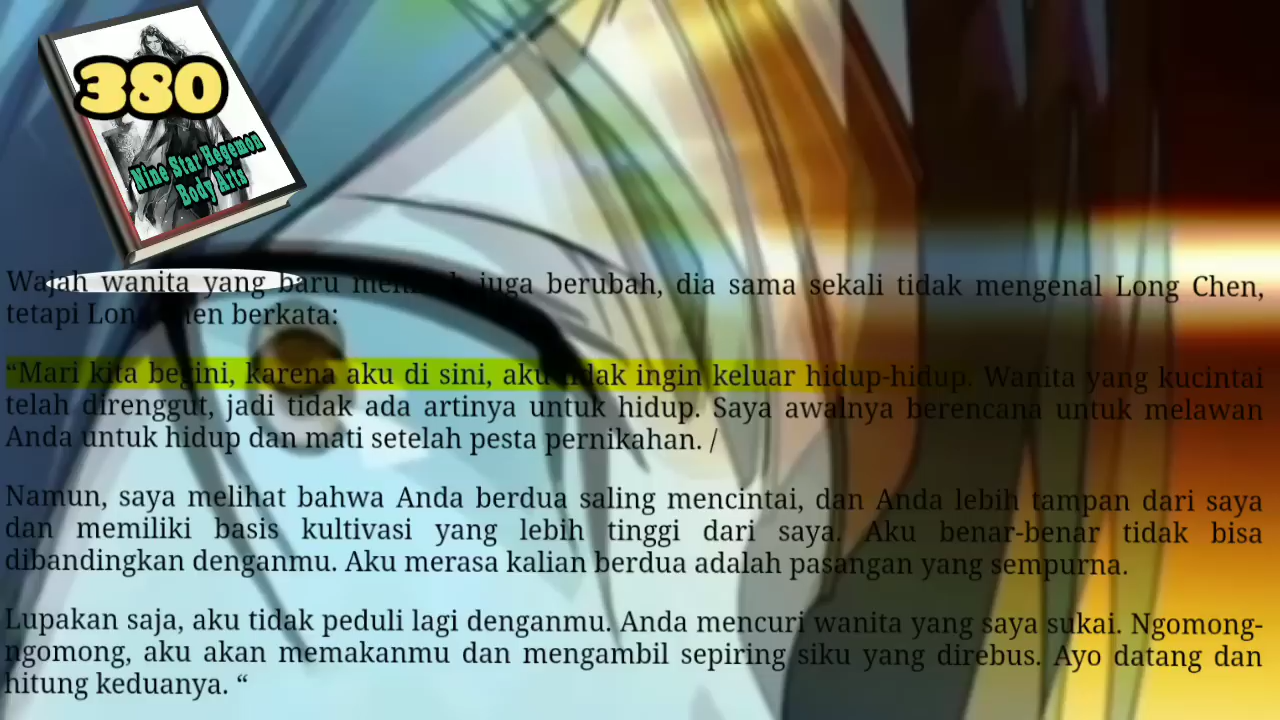 380
Nine Star Hegemon
Body Arts
Wajah wanita yang baru juga berubah, dia sama sekali tidak mengenal Long Chen,
tetapi Long Chen berkata:
“Mari kita begini, karena aku di sini, aku tidak ingin keluar hidup-hidup. Wanita yang kucintai
telah direnggut, jadi tidak ada artinya untuk hidup. Saya awalnya berencana untuk melawan
Anda untuk hidup dan mati setelah pesta pernikahan. /
Namun, saya melihat bahwa Anda berdua saling mencintai, dan Anda lebih tampan dari saya
dan memiliki basis kultivasi yang lebih tinggi dari saya. Aku benar-benar tidak bisa
dibandingkan denganmu. Aku merasa kalian berdua adalah pasangan yang sempurna.
Lupakan saja, aku tidak peduli lagi denganmu. Anda mencuri wanita yang saya sukai. Ngomong-
ngomong, aku akan memakanmu dan mengambil sepiring siku yang direbus. Ayo datang dan
hitung keduanya. “